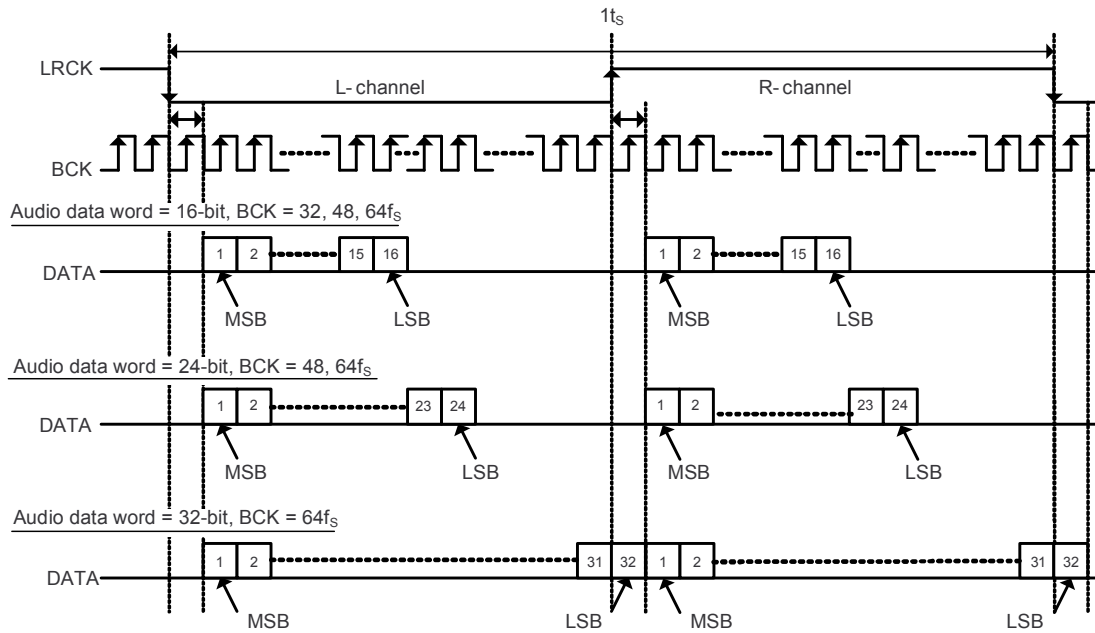 1tS
LRCK
L- channel
R- channel
BCK
Audio data word = 16-bit, BCK = 32, 48, 64fS
DATA
1 2 15 16 1 2 15 16
MSB LSB MSB LSB
Audio data word = 24-bit, BCK = 48, 64fS
DATA
1 2 23 24 1 2 23 24
MSB LSB MSB LSB
Audio data word = 32-bit, BCK = 64fS
DATA
1 2 31 32 1 2 31 32
MSB LSB MSB LSB